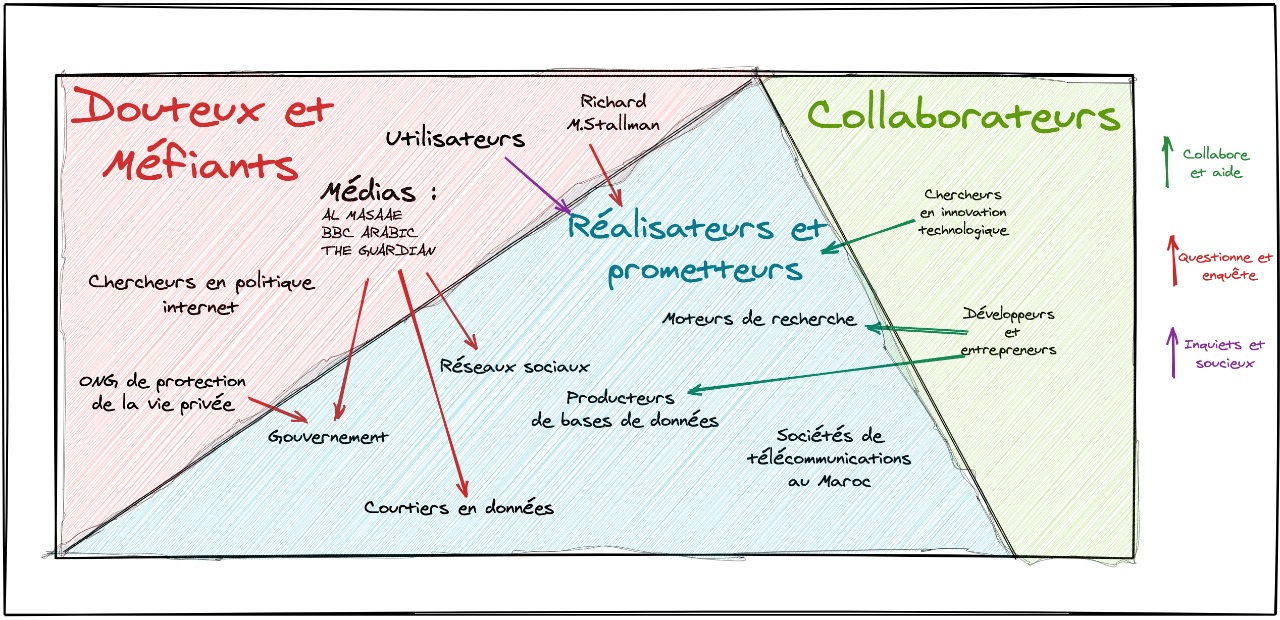 Douteux et
Méfiants
Utilisateurs
Richard
M.Stallman
Médias :
AL MASAAE
BBC ARABIC
THE GUARDIAN
Chercheurs en politique
internet
ONG de protection
de la vie privée
Réalisateurs et
prometteurs
Moteurs de recherche
Réseaux sociaux
Producteurs
de bases de données
Gouvernement
Sociétés de
télécommunications
au Maroc
Courtiers en données
Collaborateurs
Chercheurs
en innovation
technologique
Développeurs
et
entrepreneurs
Collabore
et aide
Questionne et
enquête
Inquiets et
soucieux